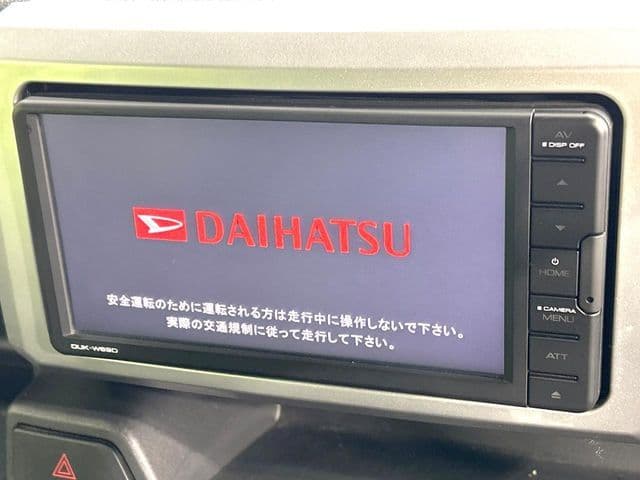 DAIHATSU
安全運転のために運転される方は走行中に操作しないで下さい。
実際の交通規制に従って走行して下さい。
AV
DISP OFF
HOME
CAMERA
MENU
ATT